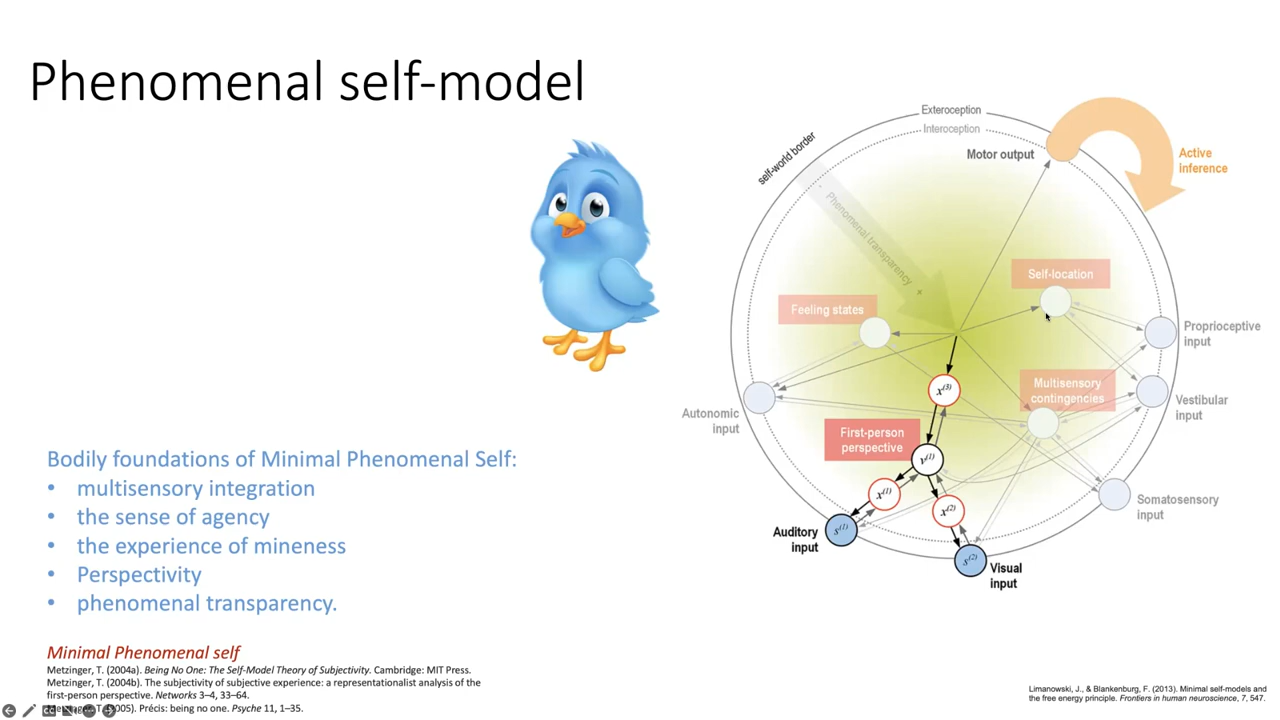 Phenomenal self-model
Exteroception
Interoception
self-world border
Motor output
Active
inference
Phenomenal transparency
Self-location
Feeling states
Proprioceptive
input
x(3)
Multisensory
contingencies
Vestibular
input
Autonomic
input
First-person
perspective
v(1)
x(1)
x(2)
Somatosensory
input
Auditory
input
s(1)
s(2)
Visual
input
Bodily foundations of Minimal Phenomenal Self:
• multisensory integration
• the sense of agency
• the experience of mineness
• Perspectivity
• phenomenal transparency.
Minimal Phenomenal self
Metzinger, T. (2004a). Being No One: The Self-Model Theory of Subjectivity. Cambridge: MIT Press.
Metzinger, T. (2004b). The subjectivity of subjective experience: a representationalist analysis of the
first-person perspective. Networks 3–4, 33–64.
T. (2005). Précis: being no one. Psyche 11, 1–35.
Limanowski, J., & Blankenburg, F. (2013). Minimal self-models and
the free energy principle. Frontiers in human neuroscience, 7, 547.